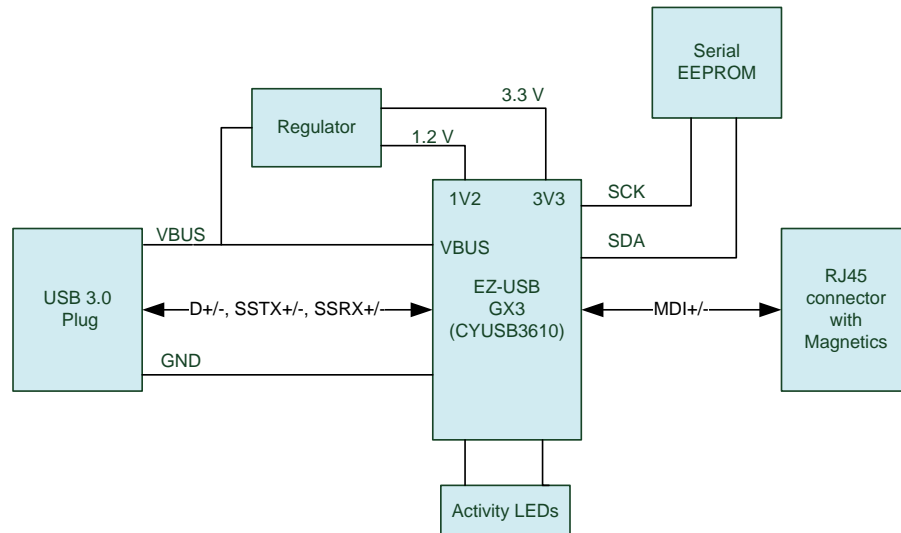 Serial
EEPROM
3.3 V
Regulator
1.2 V
1V2
3V3
SCK
VBUS
VBUS
SDA
USB 3.0
Plug
D+/-, SSTX+/-, SSRX+/-
EZ-USB
GX3
(CYUSB3610)
MDI+/-
RJ45
connector
with
Magnetics
GND
Activity LEDs